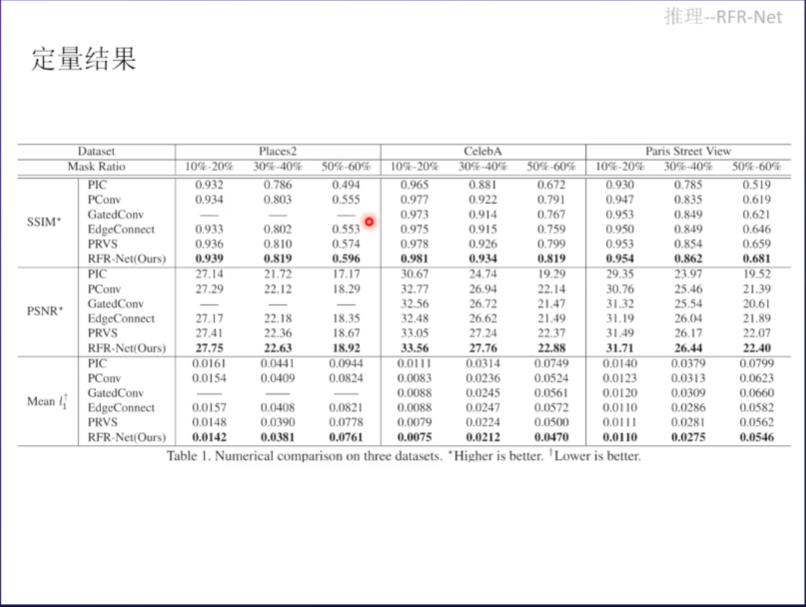 推理--RFR-Net
定量结果
Dataset Places2 CelebA Paris Street View
Mask Ratio 10%-20% 30%-40% 50%-60% 10%-20% 30%-40% 50%-60% 10%-20% 30%-40% 50%-60%
SSIM* PIC 0.932 0.786 0.494 0.965 0.881 0.672 0.930 0.785 0.519
PConv 0.934 0.803 0.555 0.977 0.922 0.791 0.947 0.835 0.619
GatedConv — — — 0.973 0.914 0.767 0.953 0.849 0.621
EdgeConnect 0.933 0.802 0.553 0.975 0.915 0.759 0.950 0.849 0.646
PRVS 0.936 0.810 0.574 0.978 0.926 0.799 0.953 0.854 0.659
RFR-Net(Ours) 0.939 0.819 0.596 0.981 0.934 0.819 0.954 0.862 0.681
PSNR* PIC 27.14 21.72 17.17 30.67 24.74 19.29 29.35 23.97 19.52
PConv 27.29 22.12 18.29 32.77 26.94 22.14 30.76 25.46 21.39
GatedConv — — — 32.56 26.72 21.47 31.32 25.54 20.61
EdgeConnect 27.17 22.18 18.35 32.48 26.62 21.49 31.19 26.04 21.89
PRVS 27.41 22.36 18.67 33.05 27.24 22.37 31.49 26.17 22.07
RFR-Net(Ours) 27.75 22.63 18.92 33.56 27.76 22.88 31.71 26.44 22.40
Mean l₁† PIC 0.0161 0.0441 0.0944 0.0111 0.0314 0.0749 0.0140 0.0379 0.0799
PConv 0.0154 0.0409 0.0824 0.0083 0.0236 0.0524 0.0123 0.0313 0.0623
GatedConv — — — 0.0088 0.0245 0.0561 0.0120 0.0309 0.0660
EdgeConnect 0.0157 0.0408 0.0821 0.0088 0.0247 0.0572 0.0110 0.0286 0.0582
PRVS 0.0148 0.0390 0.0778 0.0079 0.0224 0.0500 0.0111 0.0281 0.0562
RFR-Net(Ours) 0.0142 0.0381 0.0761 0.0075 0.0212 0.0470 0.0110 0.0275 0.0546
Table 1. Numerical comparison on three datasets. *Higher is better. †Lower is better.